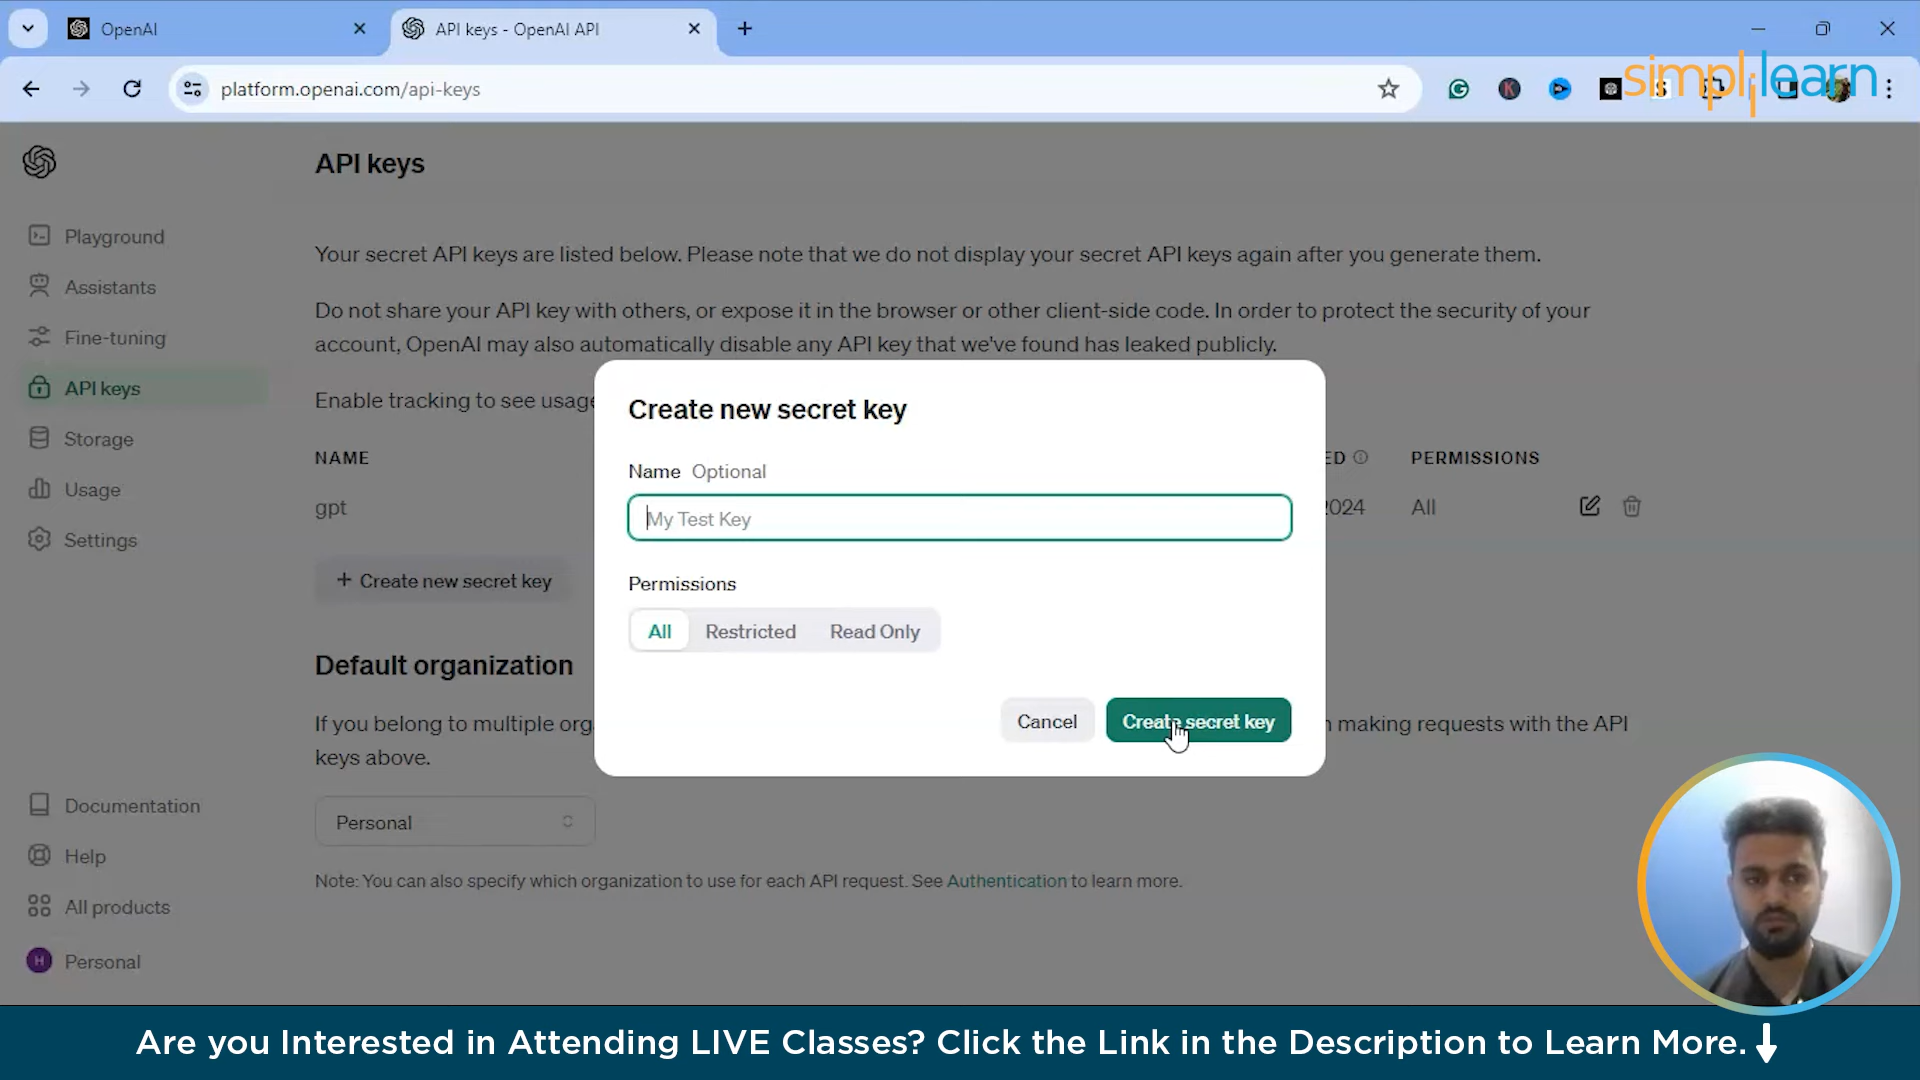 OpenAI
API keys - OpenAI API
platform.openai.com/api-keys
simplilearn
API keys
Playground
Assistants
Fine-tuning
API keys
Storage
Usage
Settings
Your secret API keys are listed below. Please note that we do not display your secret API keys again after you generate them.
Do not share your API key with others, or expose it in the browser or other client-side code. In order to protect the security of your
account, OpenAI may also automatically disable any API key that we've found has leaked publicly.
Enable tracking to see usage
NAME
ED
PERMISSIONS
gpt
2024
All
+ Create new secret key
Create new secret key
Name Optional
My Test Key
Permissions
All
Restricted
Read Only
Cancel
Create secret key
Default organization
If you belong to multiple org
making requests with the API
keys above.
Personal
Note: You can also specify which organization to use for each API request. See Authentication to learn more.
Documentation
Help
All products
H
Personal
Are you Interested in Attending LIVE Classes? Click the Link in the Description to Learn More.